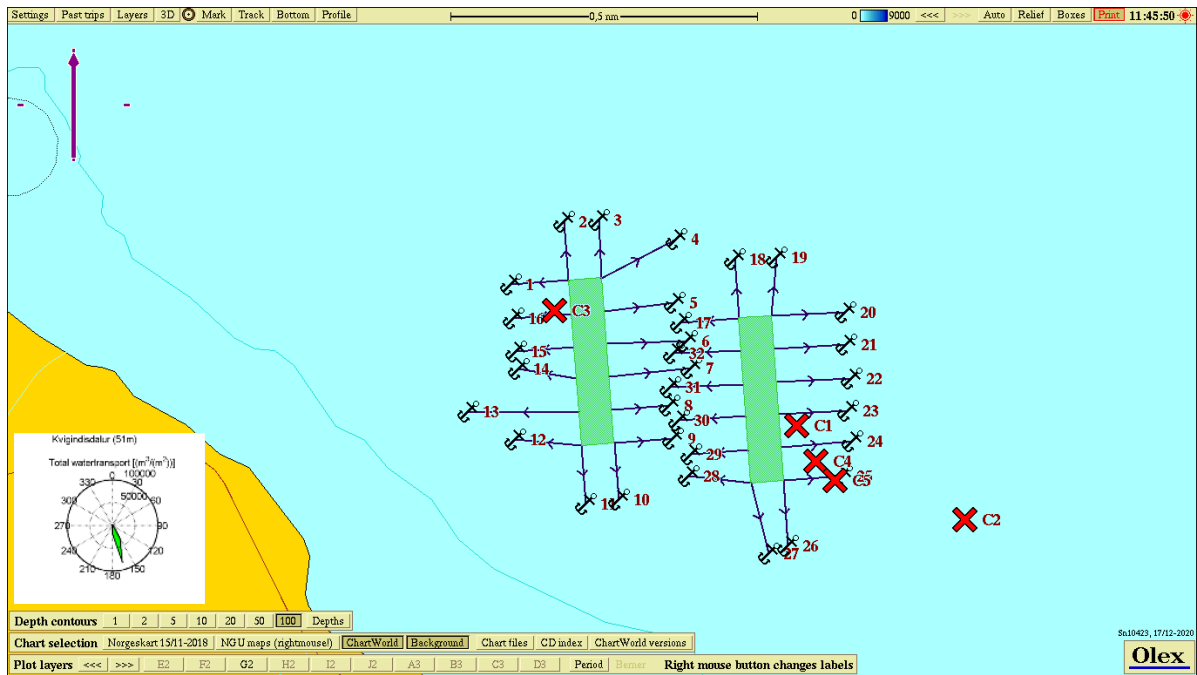 Settings Past trips Layers 3D Mark Track Bottom Profile 0,5 nm 0 9000 <<< >>> Auto Relief Boxes Print 11:45:50
2 3
4
18 19
1
5
16 C3
17
20
6
21
15
32
14
7
22
31
8
13
30
23
C1
12
9
24
29
C4
28
25
C5
10
11
C2
26
27
Kvigindisdalur (51m)
Total watertransport [(m³/(m²)]
0 100000
330 30
50000
300 60
270 90
240 120
210 150
180
Depth contours 1 2 5 10 20 50 100 Depths
Chart selection Norgeskart 15/11-2018 NGU maps (rightmouse!) ChartWorld Background Chart files CD index ChartWorld versions
Sn10423, 17/12-2020
Plot layers <<< >>> E2 F2 G2 H2 I2 J2 A3 B3 C3 D3 Period Berner Right mouse button changes labels
Olex